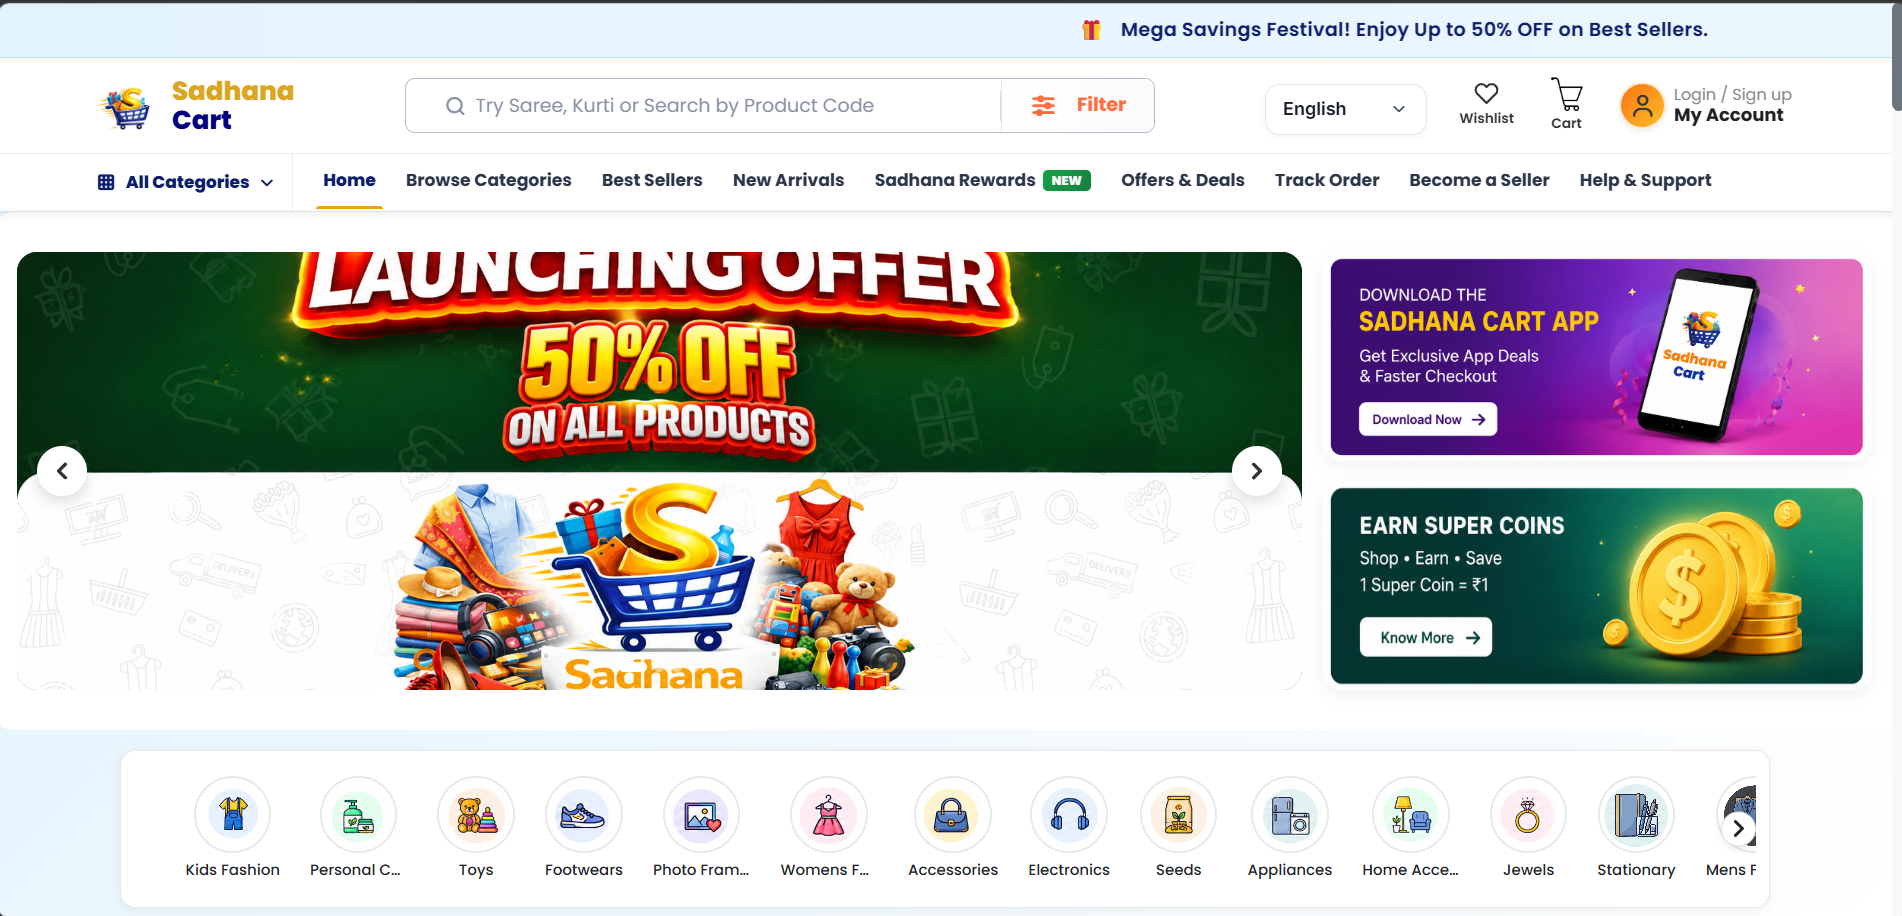 Mega Savings Festival! Enjoy Up to 50% OFF on Best Sellers.
Sadhana
Cart
Try Saree, Kurti or Search by Product Code
Filter
English
Wishlist
Cart
Login / Sign up
My Account
All Categories
Home
Browse Categories
Best Sellers
New Arrivals
Sadhana Rewards NEW
Offers & Deals
Track Order
Become a Seller
Help & Support
LAUNCHING OFFER
50% OFF
ON ALL PRODUCTS
S
DELIVERY
DELIVERY
Sadhana
DOWNLOAD THE
SADHANA CART APP
Get Exclusive App Deals
& Faster Checkout
Download Now
Sadhana
Cart
EARN SUPER COINS
Shop • Earn • Save
1 Super Coin = ₹1
Know More
Kids Fashion
Personal C...
Toys
Footwears
Photo Fram...
Womens F...
Accessories
Electronics
Seeds
Appliances
Home Acce...
Jewels
Stationary
Mens F